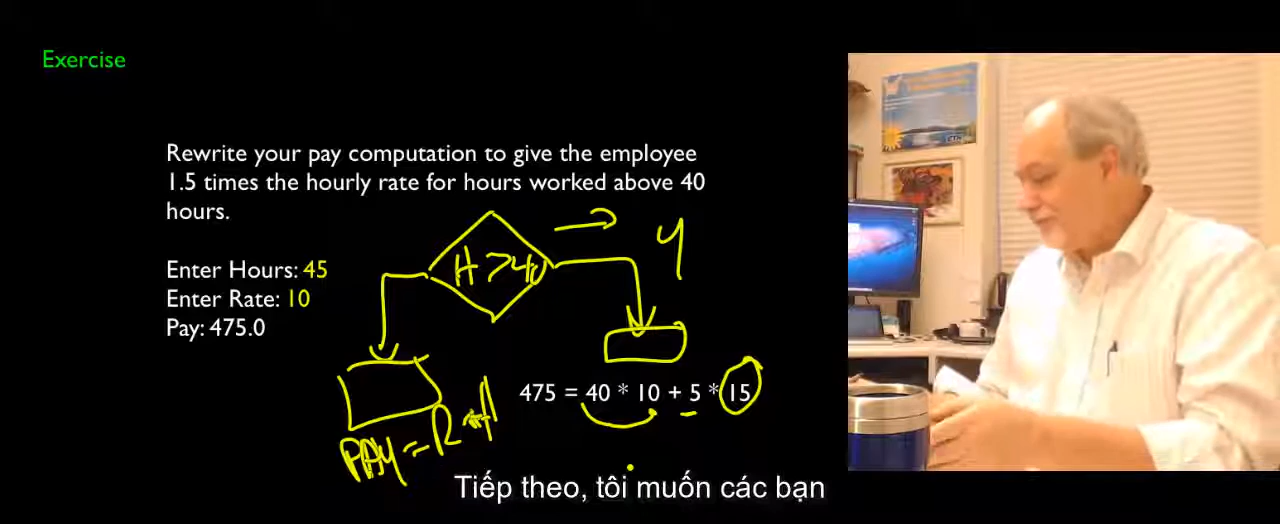 Exercise
Rewrite your pay computation to give the employee
1.5 times the hourly rate for hours worked above 40
hours.
H > 40
Y
Enter Hours: 45
Enter Rate: 10
Pay: 475.0
475 = 40 * 10 + 5 * 15
PAY = R * H
Tiếp theo, tôi muốn các bạn